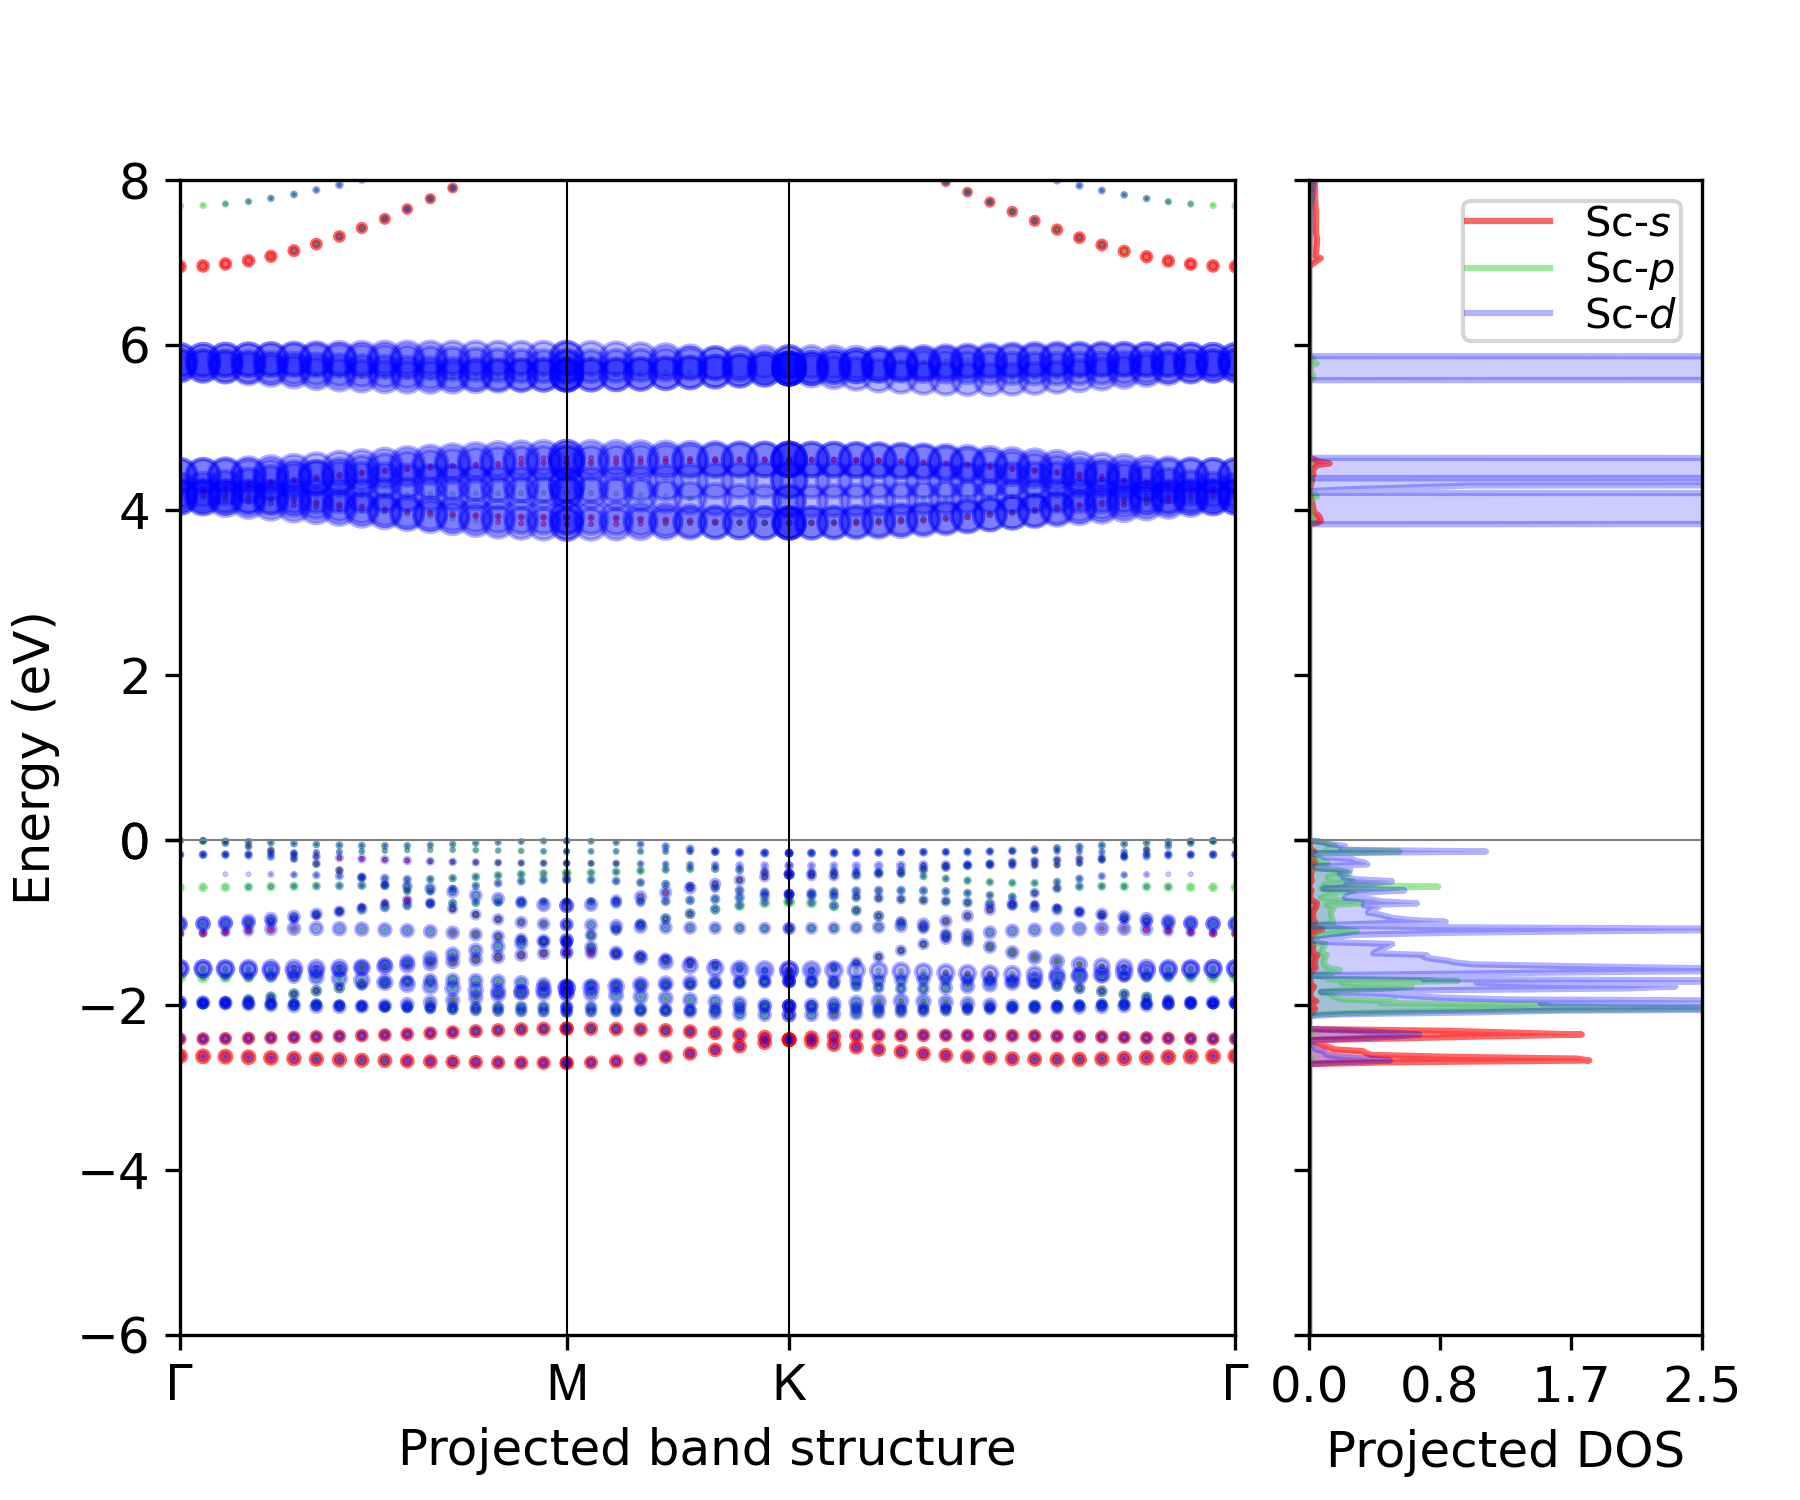 8
6
4
2
0
−2
−4
−6
Energy (eV)
Γ M K Γ
Projected band structure
Sc-s
Sc-p
Sc-d
0.0 0.8 1.7 2.5
Projected DOS